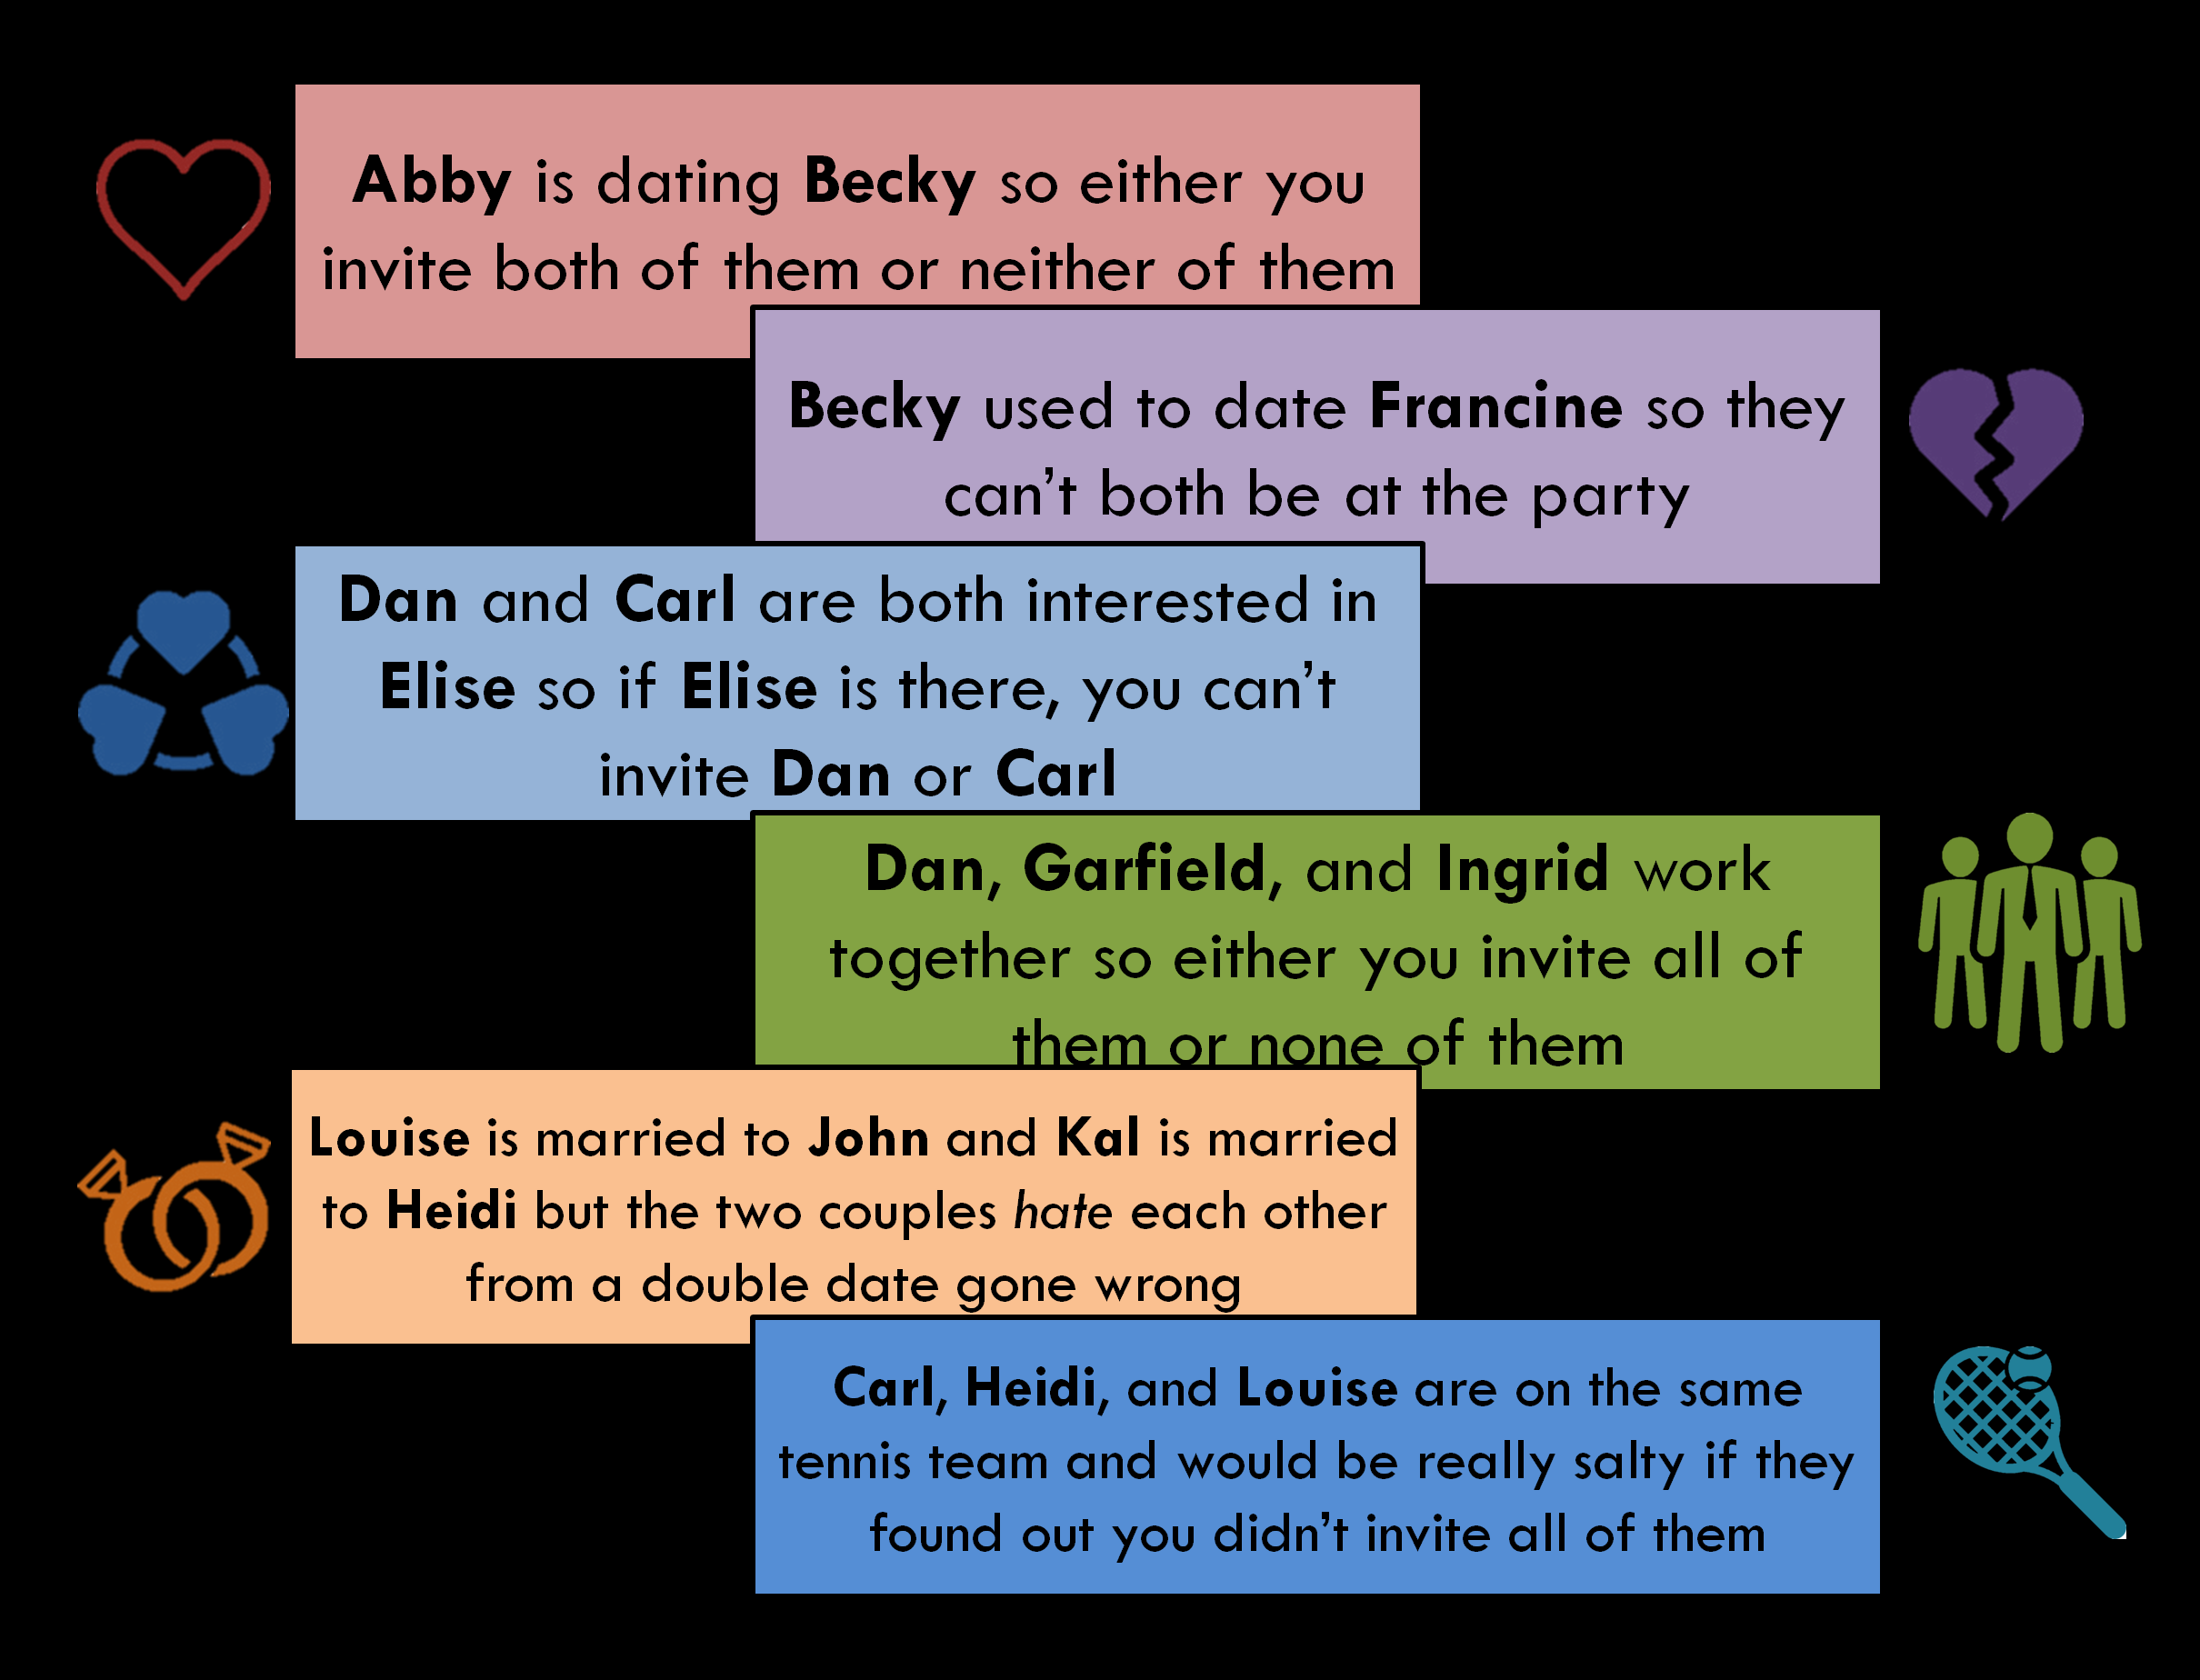 Abby is dating Becky so either you
invite both of them or neither of them
Becky used to date Francine so they
can’t both be at the party
Dan and Carl are both interested in
Elise so if Elise is there, you can’t
invite Dan or Carl
Dan, Garfield, and Ingrid work
together so either you invite all of
them or none of them
Louise is married to John and Kal is married
to Heidi but the two couples hate each other
from a double date gone wrong
Carl, Heidi, and Louise are on the same
tennis team and would be really salty if they
found out you didn’t invite all of them